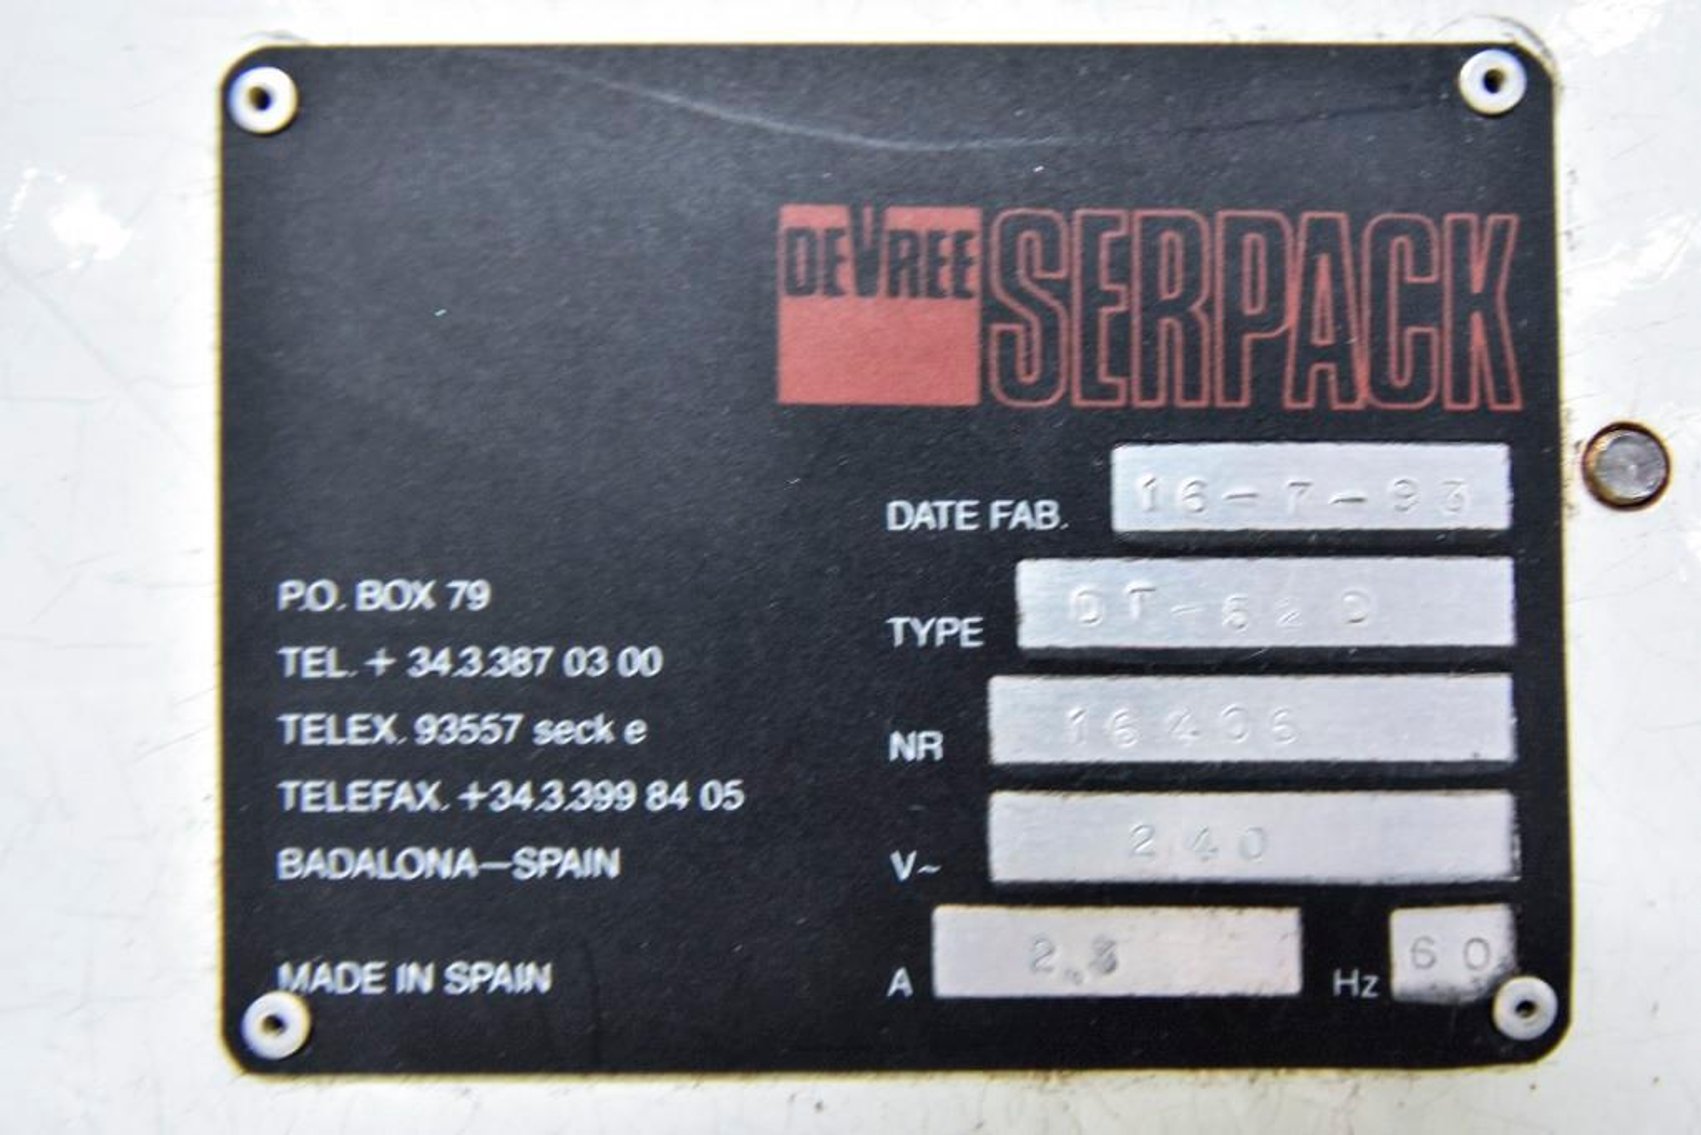 DEVREE SERPACK
DATE FAB. 16-7-93
TYPE
NR 16406
V~ 240
A
Hz 60
P.O. BOX 79
TEL. + 34.3.387 03 00
TELEX. 93557 seck e
TELEFAX. +34.3.399 84 05
BADALONA—SPAIN
MADE IN SPAIN